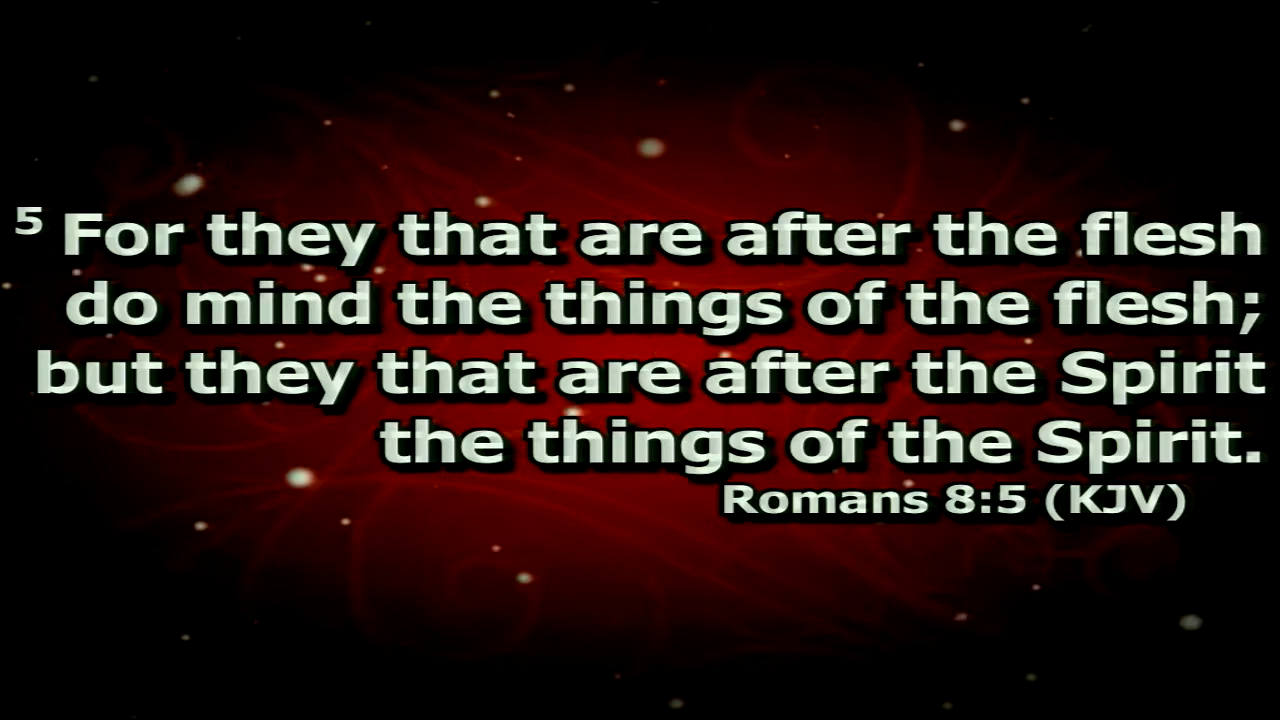 5 For they that are after the flesh
do mind the things of the flesh;
but they that are after the Spirit
the things of the Spirit.
Romans 8:5 (KJV)